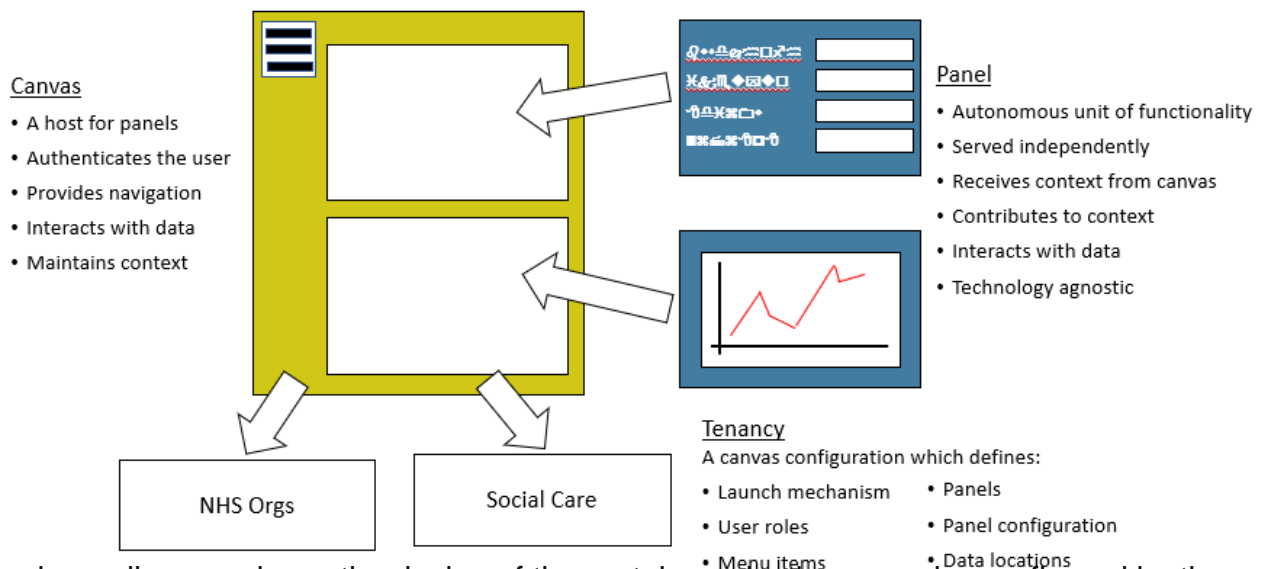 Canvas
• A host for panels
• Authenticates the user
• Provides navigation
• Interacts with data
• Maintains context
Panel
• Autonomous unit of functionality
• Served independently
• Receives context from canvas
• Contributes to context
• Interacts with data
• Technology agnostic
NHS Orgs
Social Care
Tenancy
A canvas configuration which defines:
• Launch mechanism
• User roles
• Menu items
• Panels
• Panel configuration
• Data locations